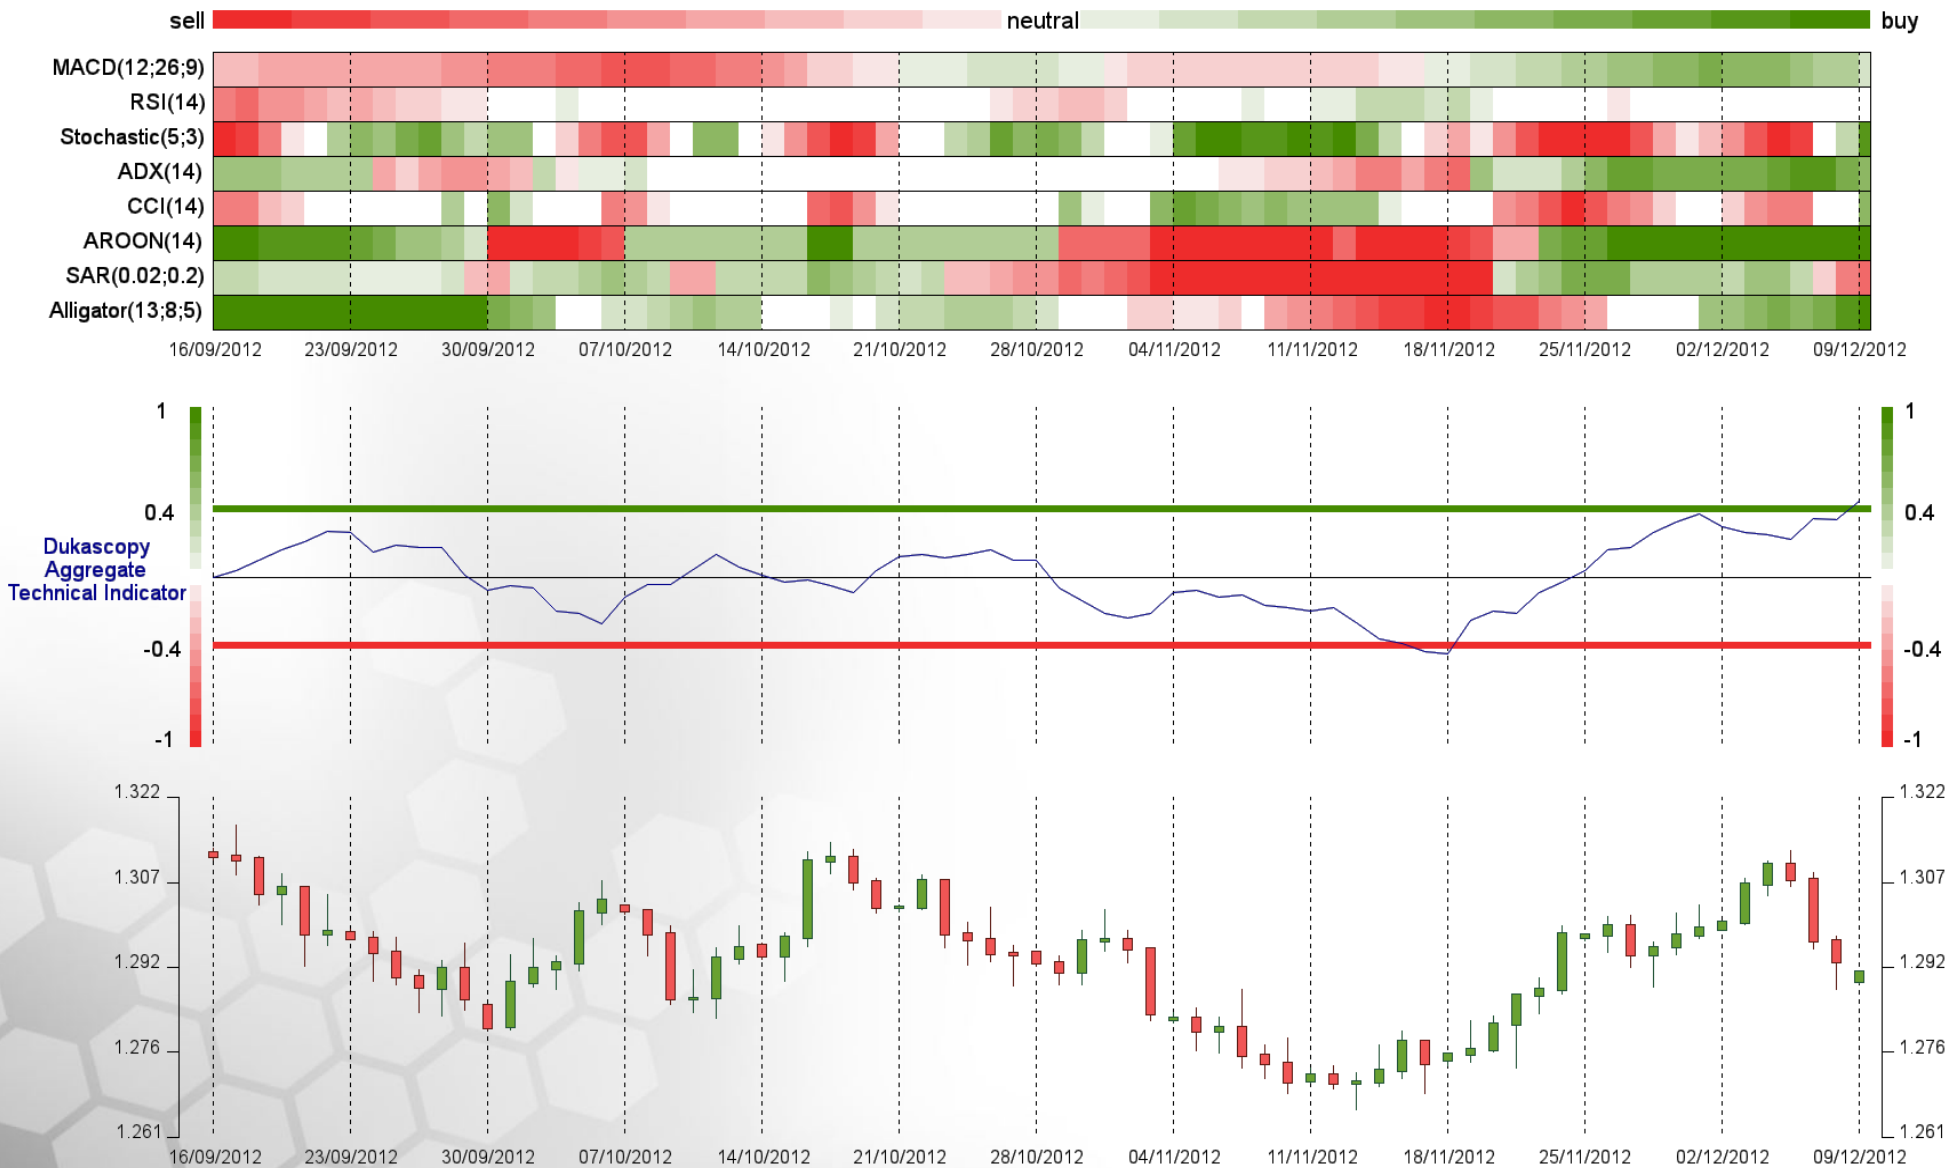 sell neutral buy
MACD(12;26;9)
RSI(14)
Stochastic(5;3)
ADX(14)
CCI(14)
AROON(14)
SAR(0.02;0.2)
Alligator(13;8;5)
16/09/2012 23/09/2012 30/09/2012 07/10/2012 14/10/2012 21/10/2012 28/10/2012 04/11/2012 11/11/2012 18/11/2012 25/11/2012 02/12/2012 09/12/2012
1 1
0.4 0.4
Dukascopy
Aggregate
Technical Indicator
-0.4 -0.4
-1 -1
1.322 1.322
1.307 1.307
1.292 1.292
1.276 1.276
1.261 1.261
16/09/2012 23/09/2012 30/09/2012 07/10/2012 14/10/2012 21/10/2012 28/10/2012 04/11/2012 11/11/2012 18/11/2012 25/11/2012 02/12/2012 09/12/2012